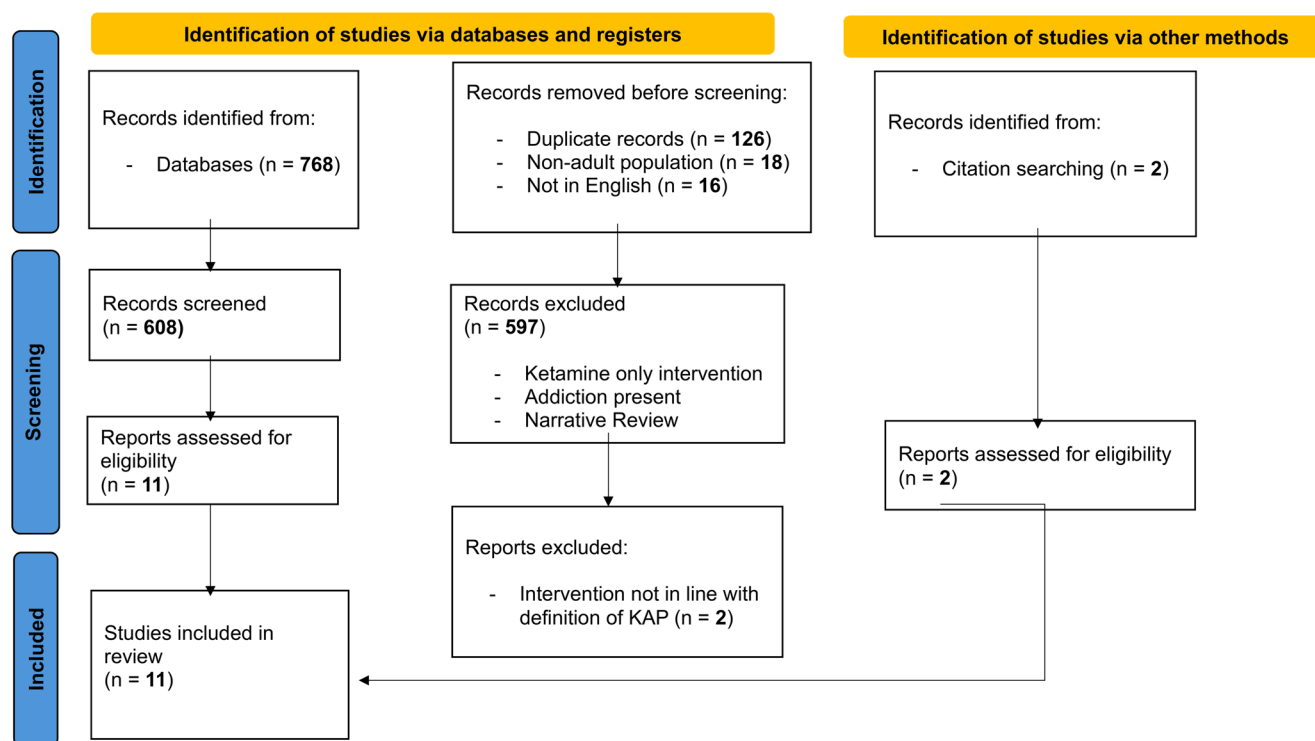 Identification of studies via databases and registers
Identification of studies via other methods
Identification
Records identified from:
- Databases (n = 768)
Records removed before screening:
- Duplicate records (n = 126)
- Non-adult population (n = 18)
- Not in English (n = 16)
Records identified from:
- Citation searching (n = 2)
Screening
Records screened
(n = 608)
Records excluded
(n = 597)
- Ketamine only intervention
- Addiction present
- Narrative Review
Reports assessed for
eligibility
(n = 11)
Reports assessed for eligibility
(n = 2)
Reports excluded:
- Intervention not in line with
definition of KAP (n = 2)
Included
Studies included in
review
(n = 11)